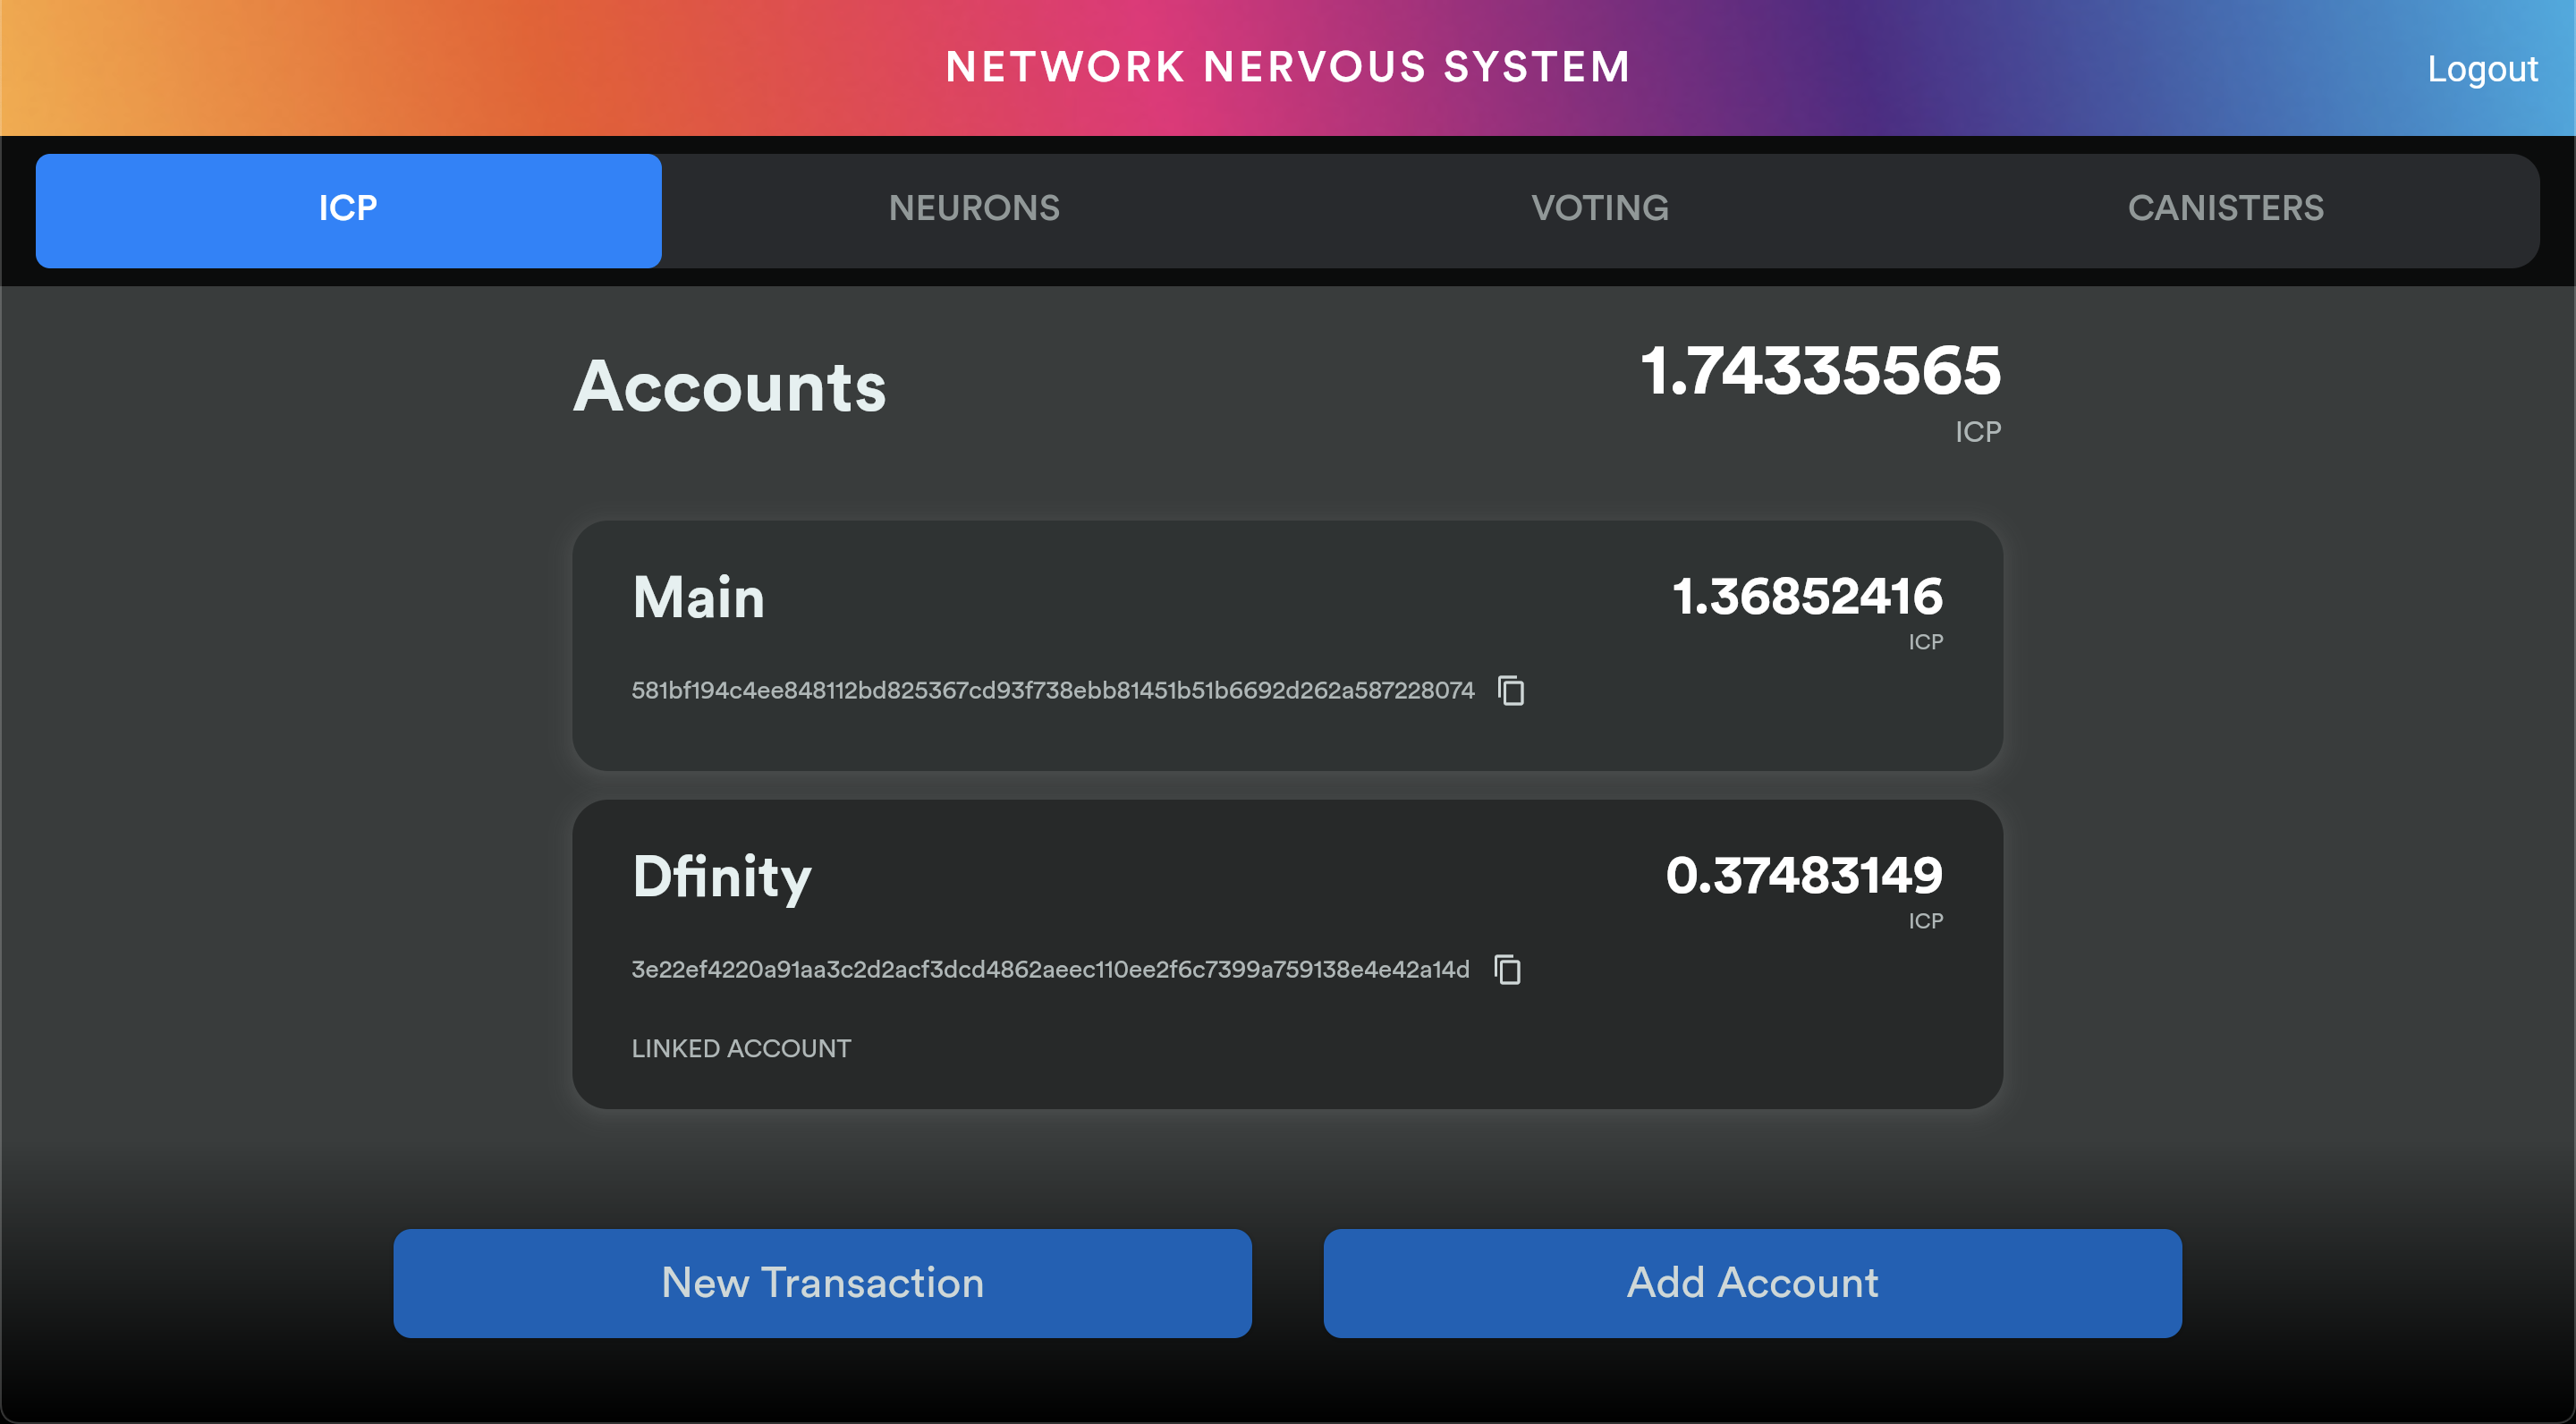 NETWORK NERVOUS SYSTEM
Logout
ICP
NEURONS
VOTING
CANISTERS
Accounts
1.74335565
ICP
Main
1.36852416
ICP
581bf194c4ee848112bd825367cd93f738ebb81451b51b6692d262a587228074
Dfinity
0.37483149
ICP
3e22ef4220a91aa3c2d2acf3dcd4862aeec110ee2f6c7399a759138e4e42a14d
LINKED ACCOUNT
New Transaction
Add Account